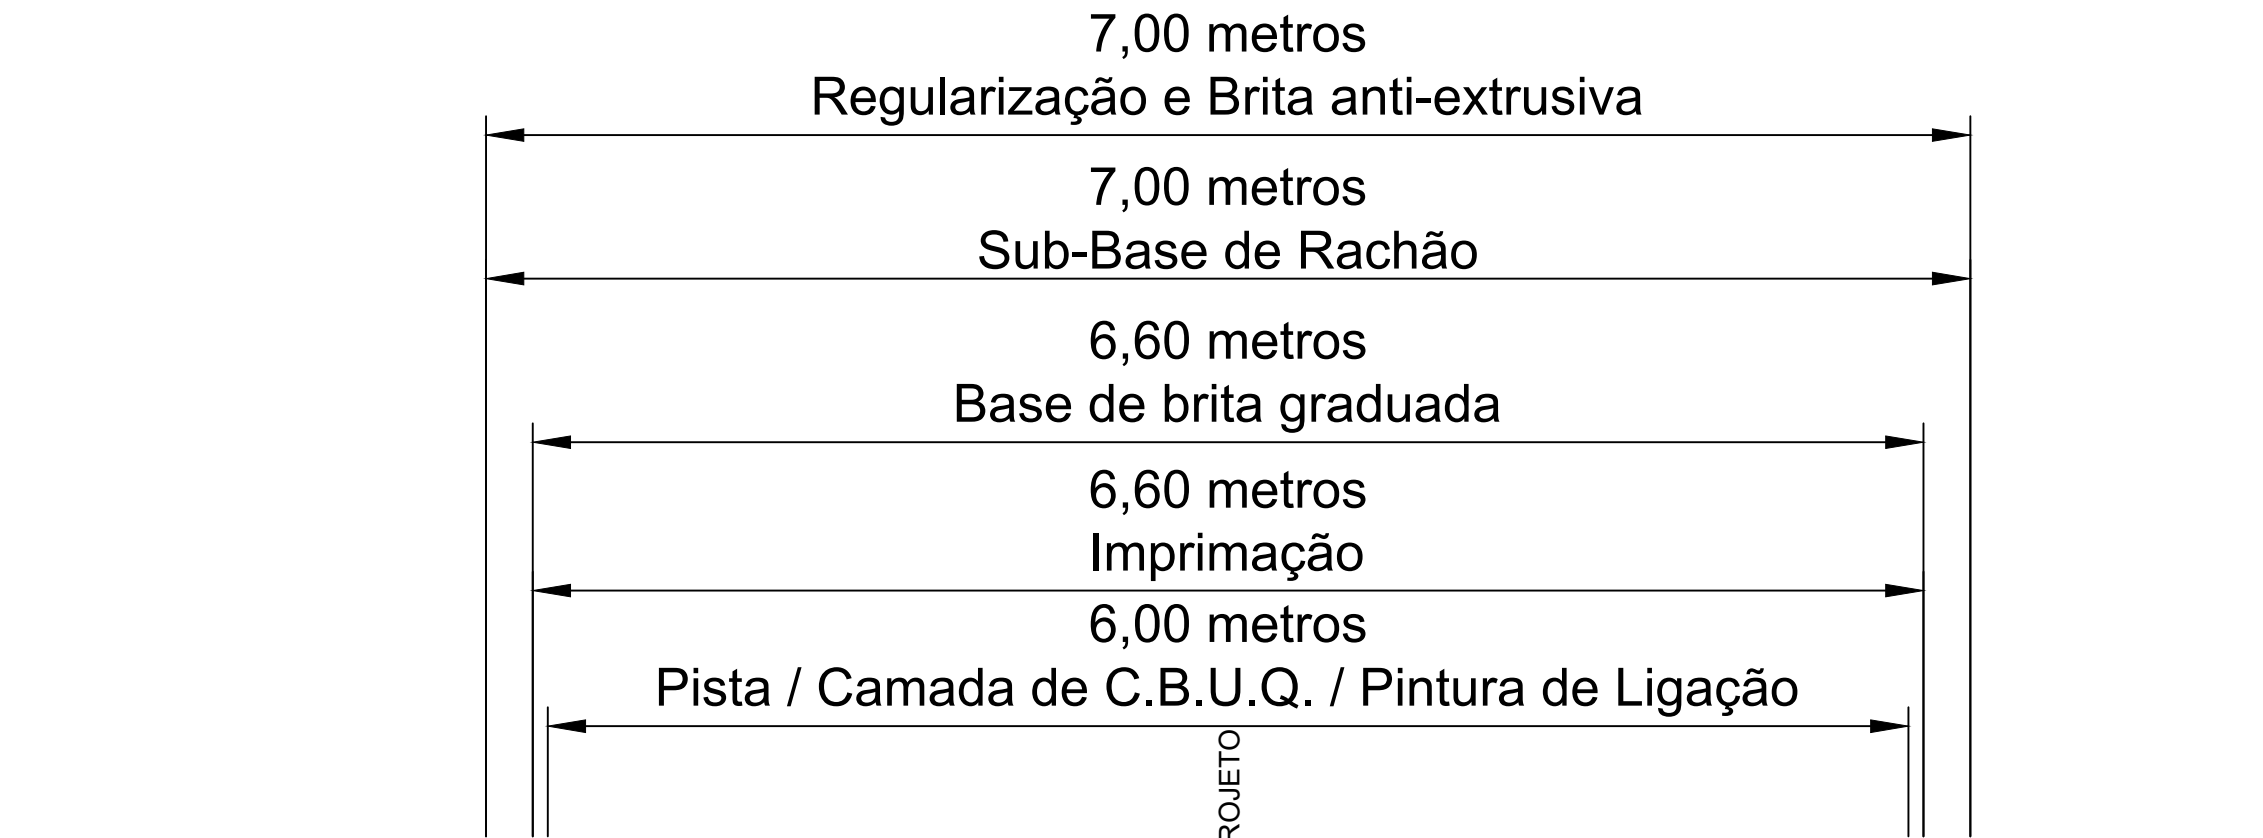 7,00 metros
Regularização e Brita anti-extrusiva
7,00 metros
Sub-Base de Rachão
6,60 metros
Base de brita graduada
6,60 metros
Imprimação
6,00 metros
Pista / Camada de C.B.U.Q. / Pintura de Ligação
ROJETO